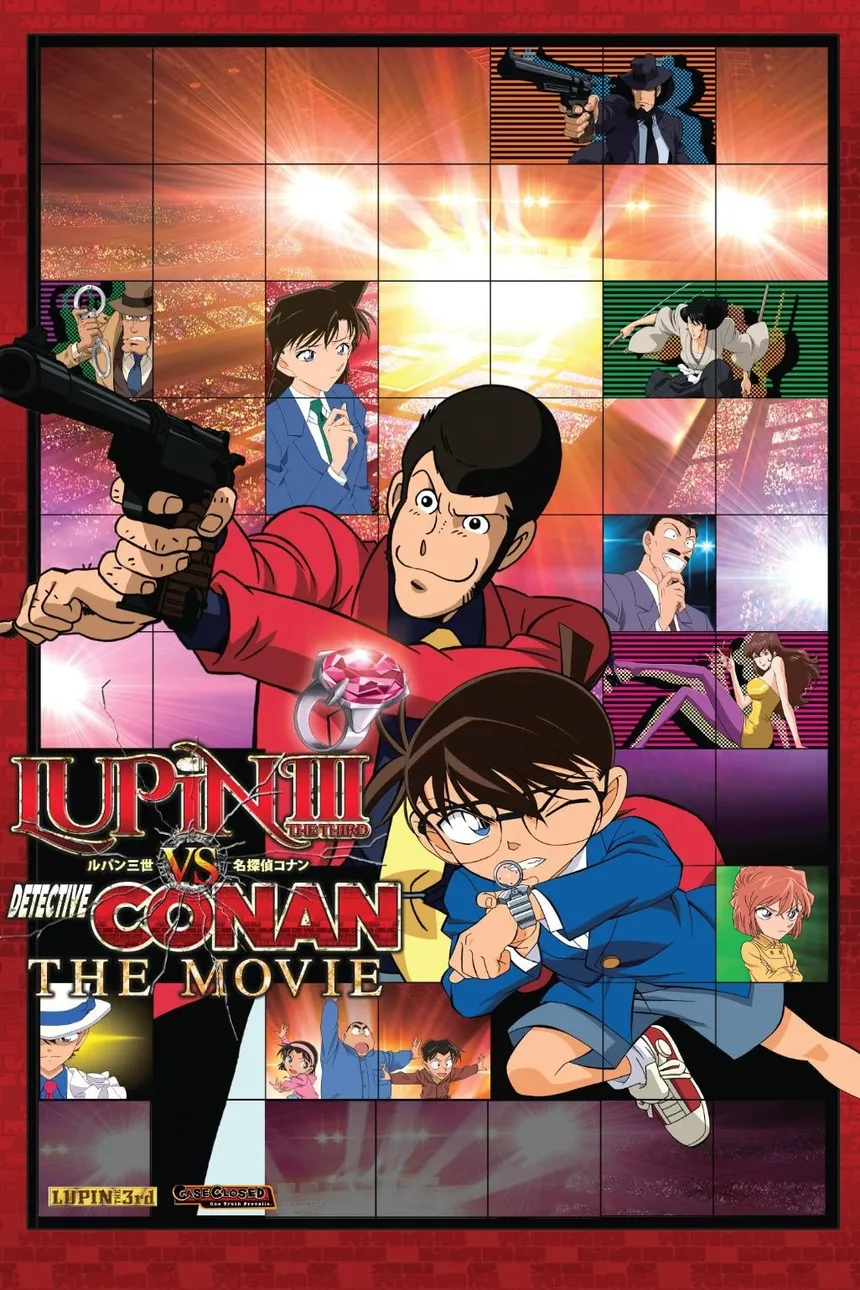 LUPIN III
THE THIRD
ルパン三世 VS 名探偵コナン
DETECTIVE CONAN
THE MOVIE
LUPIN THE 3rd
CASE CLOSED
One Truth Prevails